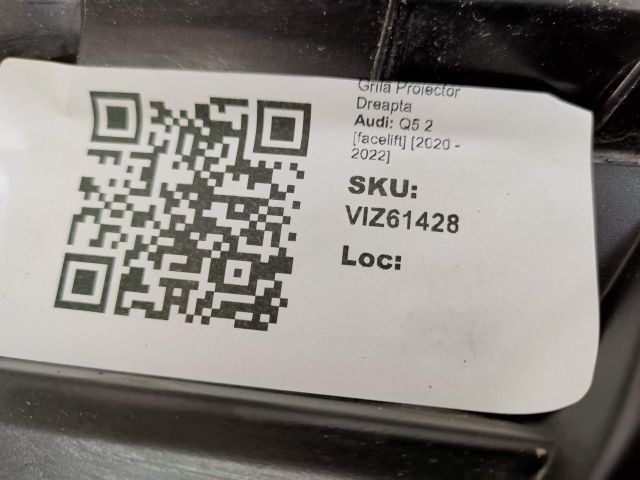 Grila Proiector
Dreapta
Audi: Q5 2
[facelift] [2020 -
2022]
SKU:
VIZ61428
Loc: